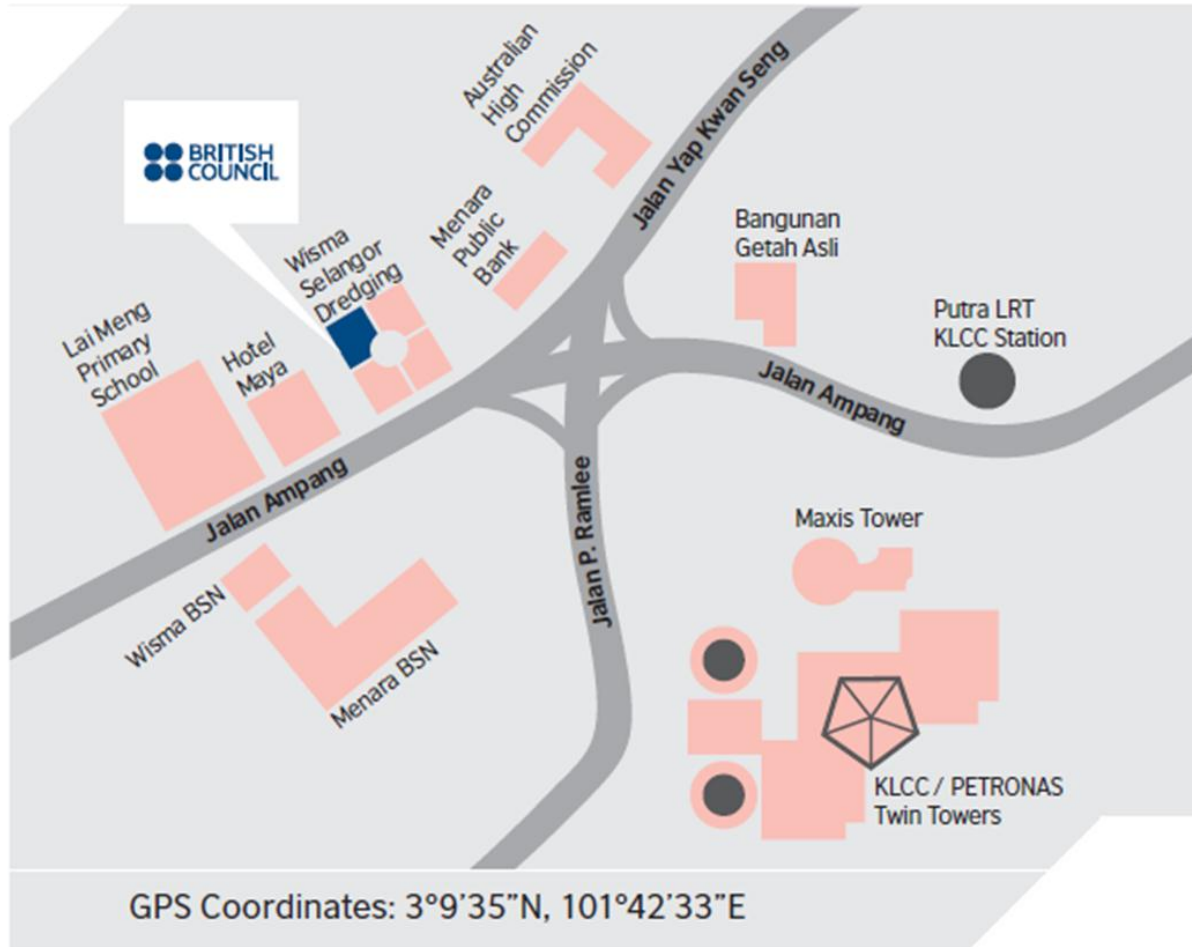 Australian
High
Commission
Jalan Yap Kwan Seng
BRITISH
COUNCIL
Menara
Public
Bank
Wisma
Selangor
Dredging
Bangunan
Getah Asli
Lai Meng
Primary
School
Hotel
Maya
Putra LRT
KLCC Station
Jalan Ampang
Jalan Ampang
Jalan P. Ramlee
Maxis Tower
Wisma BSN
Menara BSN
KLCC / PETRONAS
Twin Towers
GPS Coordinates: 3°9’35”N, 101°42’33”E